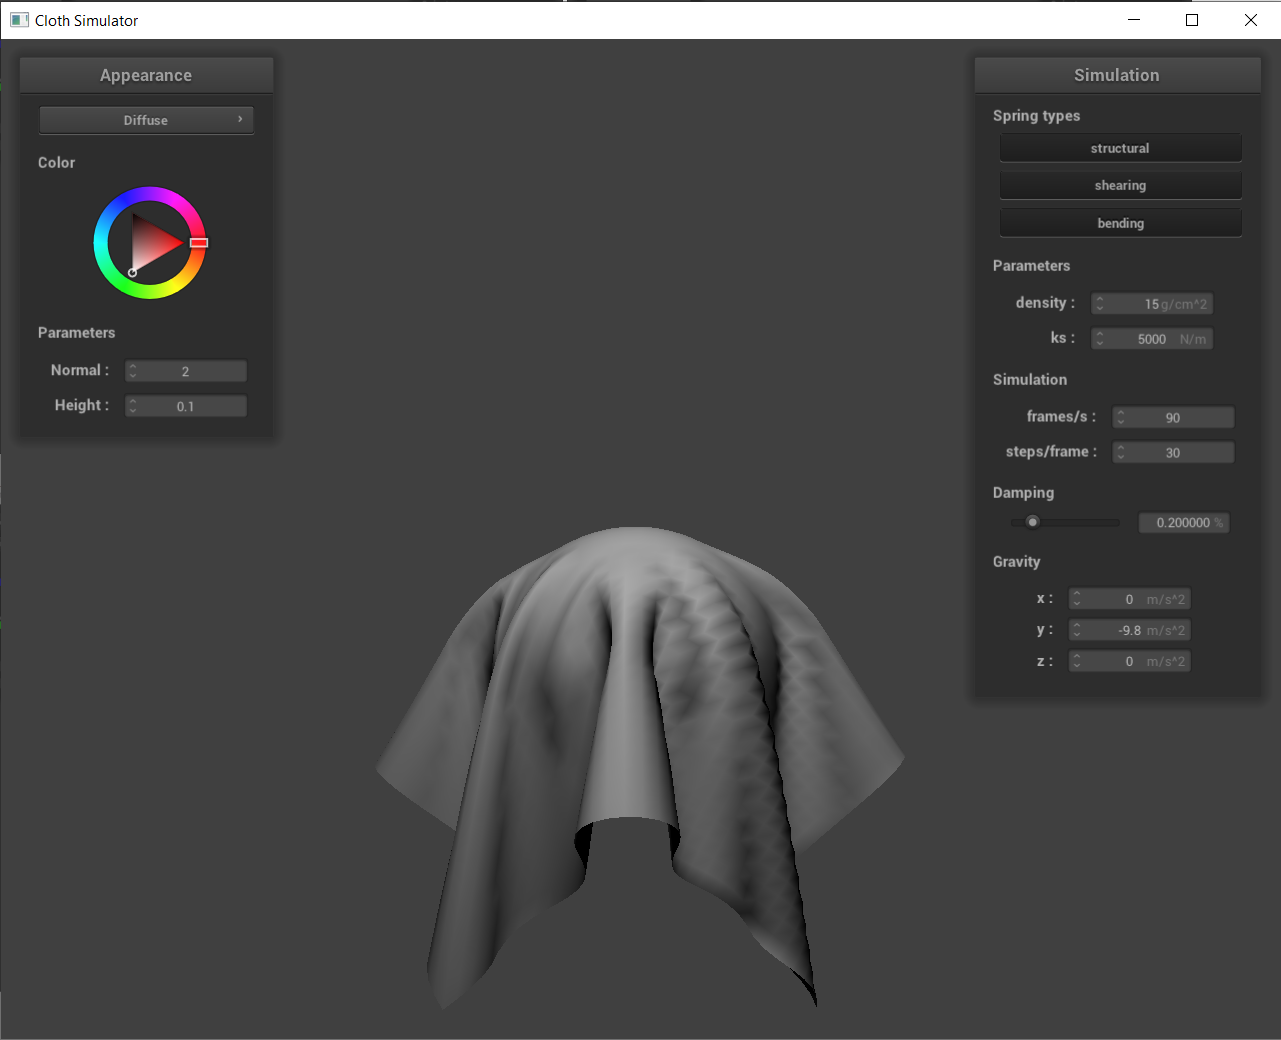 Cloth Simulator
Appearance
Diffuse ›
Color
Parameters
Normal : 2
Height : 0.1
Simulation
Spring types
structural
shearing
bending
Parameters
density : 15 g/cm^2
ks : 5000 N/m
Simulation
frames/s : 90
steps/frame : 30
Damping
0.200000 %
Gravity
x : 0 m/s^2
y : -9.8 m/s^2
z : 0 m/s^2